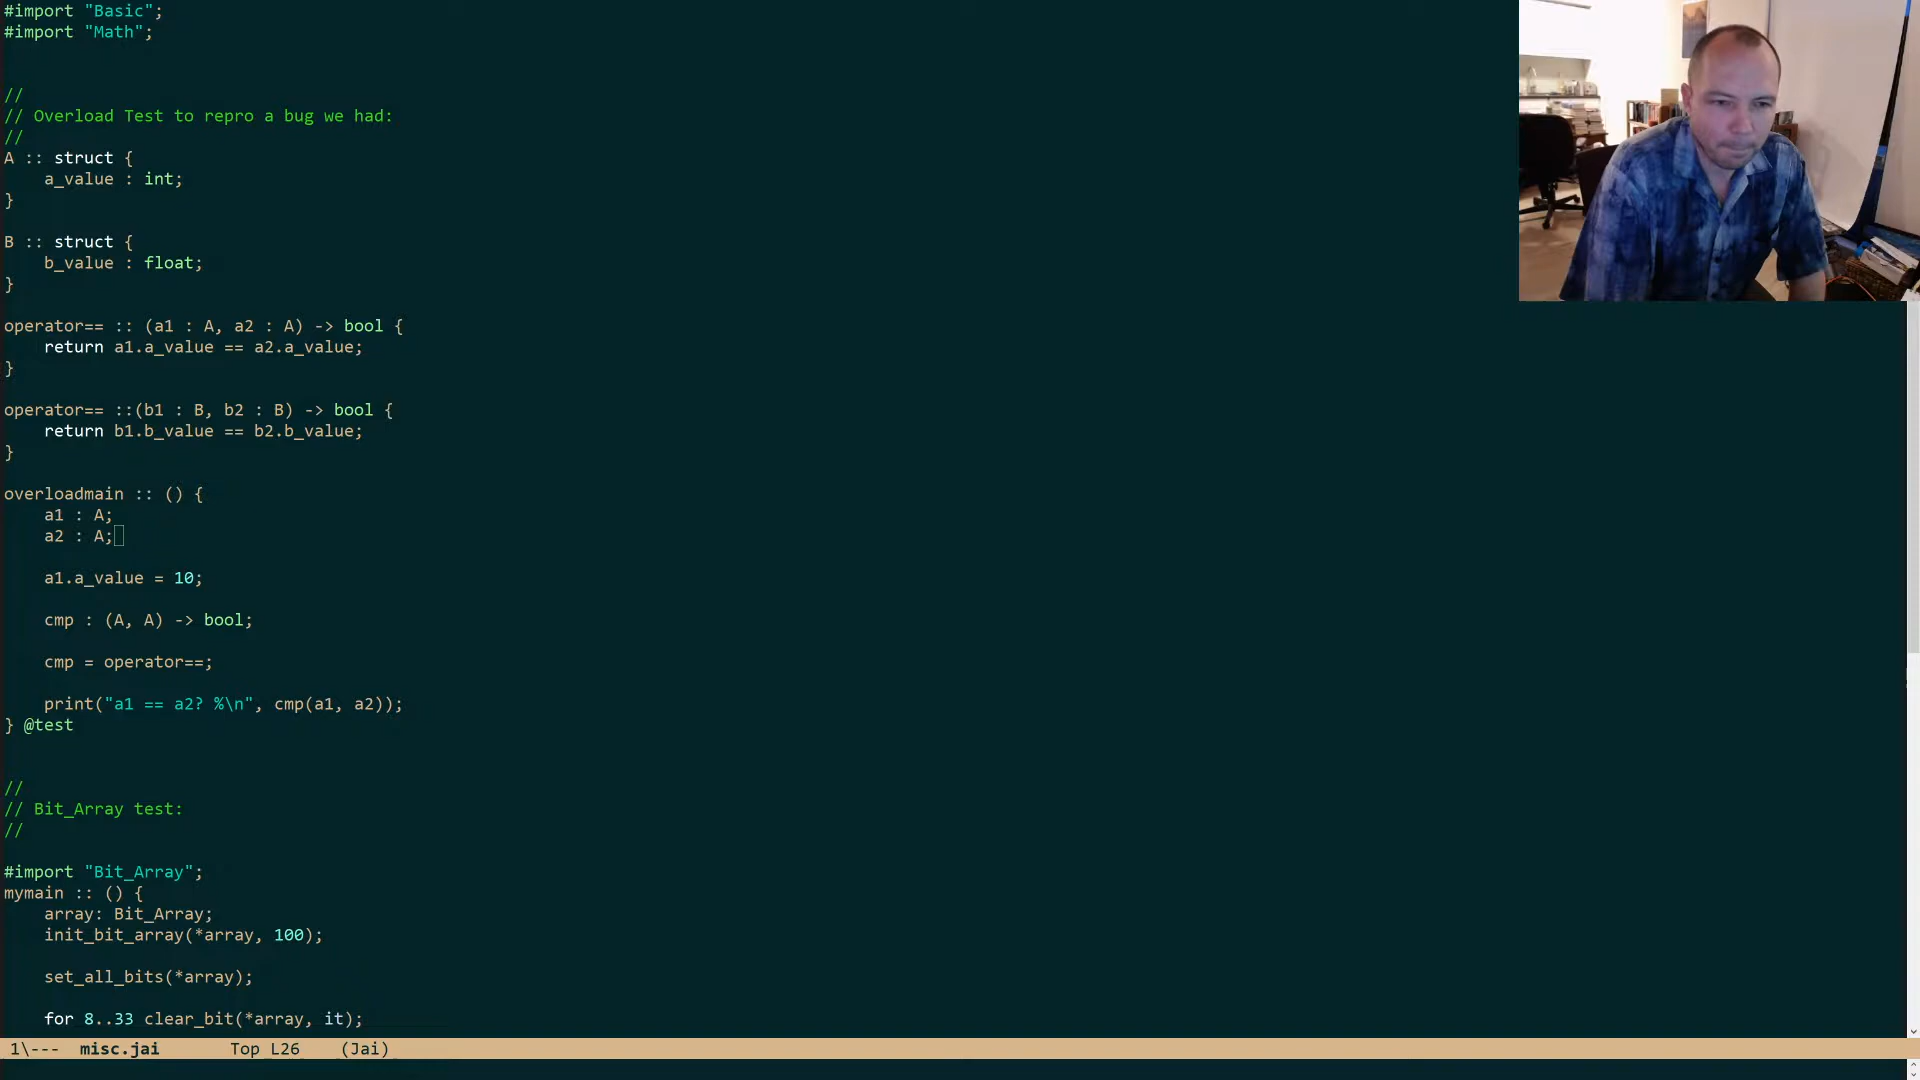 #import "Basic";
#import "Math";
//
// Overload Test to repro a bug we had:
//
A :: struct {
    a_value : int;
}
B :: struct {
    b_value : float;
}
operator== :: (a1 : A, a2 : A) -> bool {
    return a1.a_value == a2.a_value;
}
operator== ::(b1 : B, b2 : B) -> bool {
    return b1.b_value == b2.b_value;
}
overloadmain :: () {
    a1 : A;
    a2 : A;
    a1.a_value = 10;
    cmp : (A, A) -> bool;
    cmp = operator==;
    print("a1 == a2? %\n", cmp(a1, a2));
} @test
//
// Bit_Array test:
//
#import "Bit_Array";
mymain :: () {
    array: Bit_Array;
    init_bit_array(*array, 100);
    set_all_bits(*array);
    for 8..33 clear_bit(*array, it);
1\--- misc.jai Top L26 (Jai)